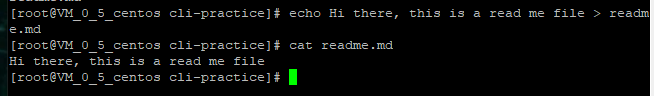 [root@VM_0_5_centos cli-practice]# echo Hi there, this is a read me file > readm
e.md
[root@VM_0_5_centos cli-practice]# cat readme.md
Hi there, this is a read me file
[root@VM_0_5_centos cli-practice]#